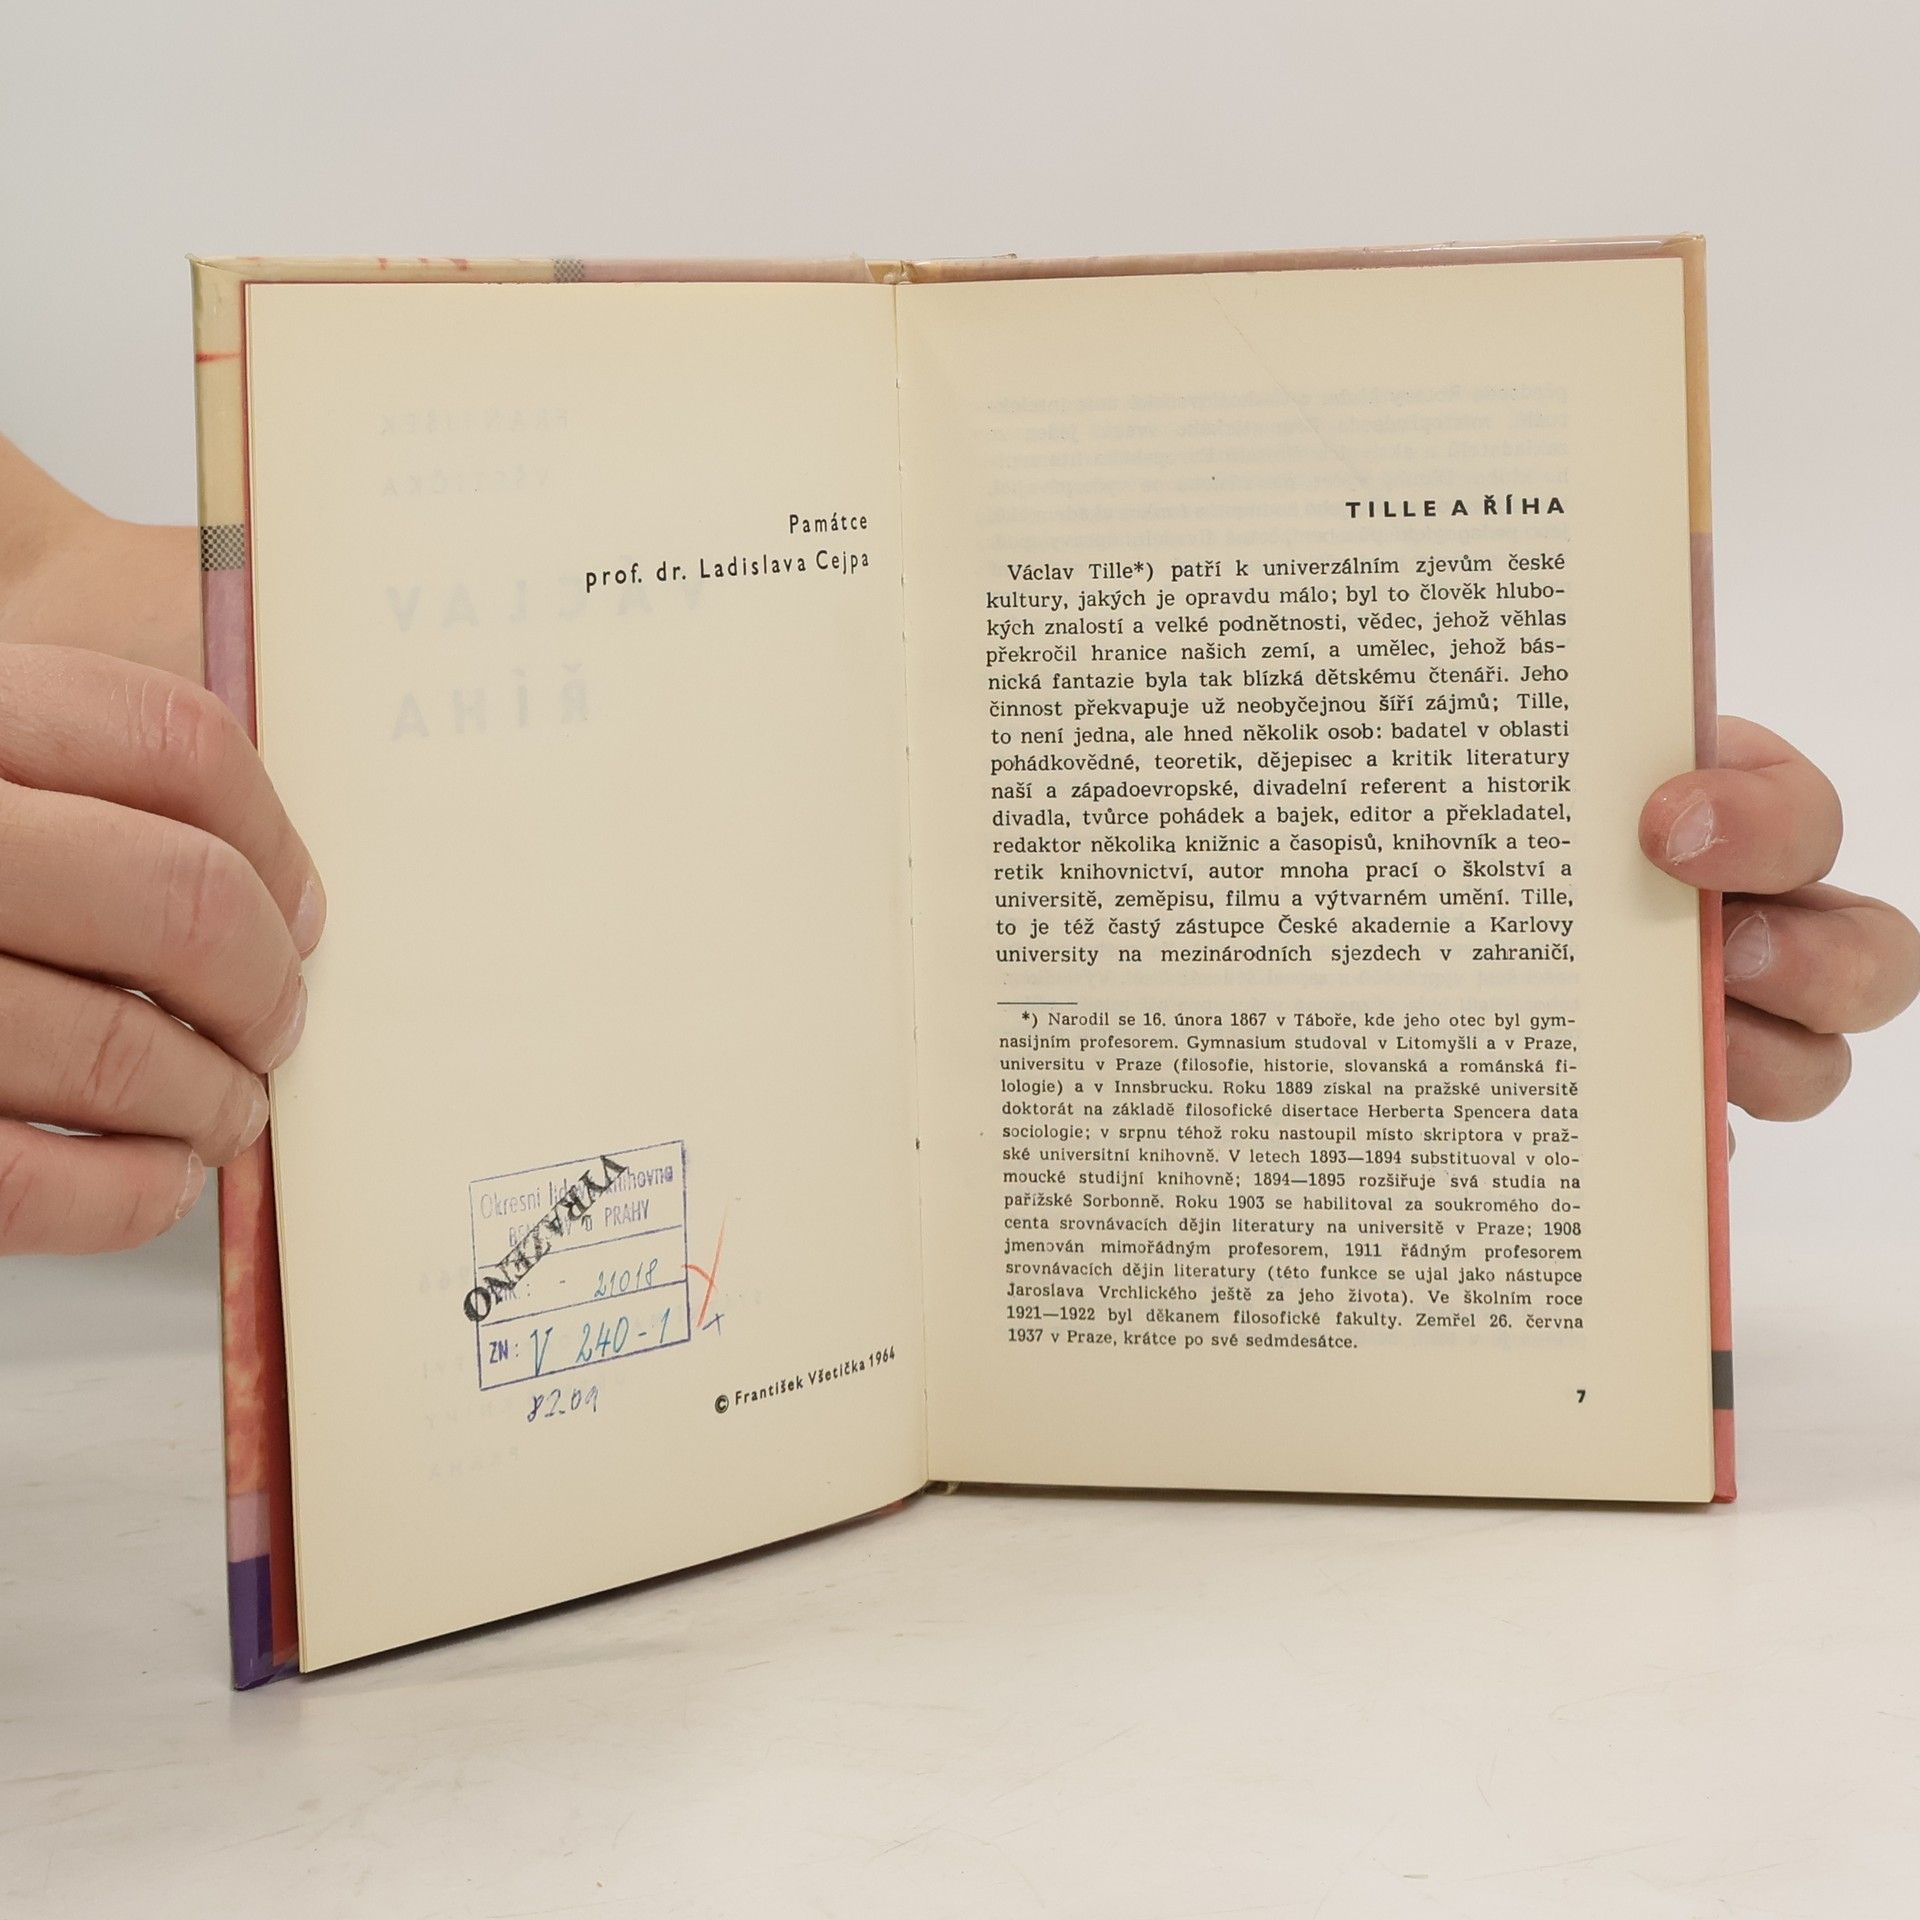 Památce
prof. dr. Ladislava Cejpa
Okresní lidová knihovna
PRAHY
VYŘAZENO
21018
ZN: V 240-1
8209
© František Všetička 1964
TILLE A ŘÍHA
Václav Tille*) patří k univerzálním zjevům české
kultury, jakých je opravdu málo; byl to člověk hlubo-
kých znalostí a velké podnětnosti, vědec, jehož věhlas
překročil hranice našich zemí, a umělec, jehož bás-
nická fantazie byla tak blízká dětskému čtenáři. Jeho
činnost překvapuje už neobyčejnou šíří zájmů; Tille,
to není jedna, ale hned několik osob: badatel v oblasti
pohádkovědné, teoretik, dějepisec a kritik literatury
naší a západoevropské, divadelní referent a historik
divadla, tvůrce pohádek a bajek, editor a překladatel,
redaktor několika knižnic a časopisů, knihovník a teo-
retik knihovnictví, autor mnoha prací o školství a
universitě, zeměpisu, filmu a výtvarném umění. Tille,
to je též častý zástupce České akademie a Karlovy
university na mezinárodních sjezdech v zahraničí,
*) Narodil se 16. února 1867 v Táboře, kde jeho otec byl gym-
nasijním profesorem. Gymnasium studoval v Litomyšli a v Praze,
universitu v Praze (filosofie, historie, slovanská a románská fi-
lologie) a v Innsbrucku. Roku 1889 získal na pražské universitě
doktorát na základě filosofické disertace Herberta Spencera data
sociologie; v srpnu téhož roku nastoupil místo skriptora v praž-
ské universitní knihovně. V letech 1893—1894 substituoval v olo-
moucké studijní knihovně; 1894—1895 rozšiřuje svá studia na
pařížské Sorbonně. Roku 1903 se habilitoval za soukromého do-
centa srovnávacích dějin literatury na universitě v Praze; 1908
jmenován mimořádným profesorem, 1911 řádným profesorem
srovnávacích dějin literatury (této funkce se ujal jako nástupce
Jaroslava Vrchlického ještě za jeho života). Ve školním roce
1921—1922 byl děkanem filosofické fakulty. Zemřel 26. června
1937 v Praze, krátce po své sedmdesátce.
7